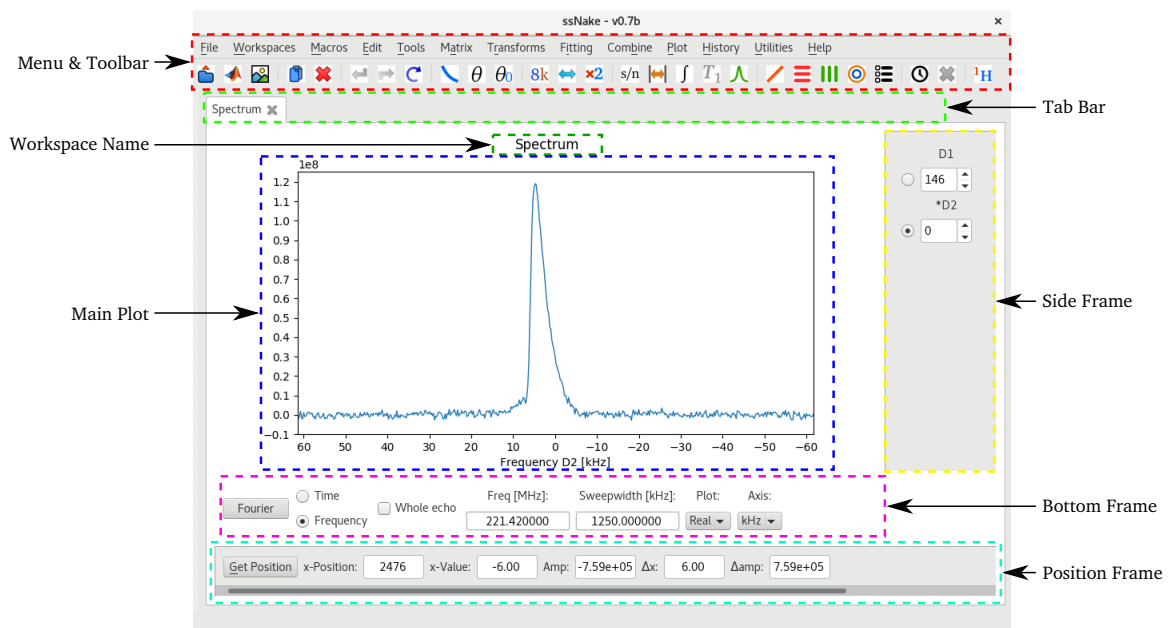 ssNake - v0.7b ×
File Workspaces Macros Edit Tools Matrix Transforms Fitting Combine Plot History Utilities Help
Menu & Toolbar
θ θ0 8k ×2 s/n ∫ T1 1H
Spectrum
Tab Bar
Workspace Name
Spectrum
D1
146
*D2
0
1e8
1.2
1.1
1.0
0.9
0.8
0.7
0.6
0.5
0.4
0.3
0.2
0.1
0.0
−0.1
60 50 40 30 20 10 0 −10 −20 −30 −40 −50 −60
Frequency D2 [kHz]
Main Plot
Side Frame
Fourier
Time
Frequency
Whole echo
Freq [MHz]: Sweepwidth [kHz]: Plot: Axis:
221.420000 1250.000000 Real kHz
Bottom Frame
Get Position x-Position: 2476 x-Value: -6.00 Amp: -7.59e+05 Δx: 6.00 Δamp: 7.59e+05
Position Frame